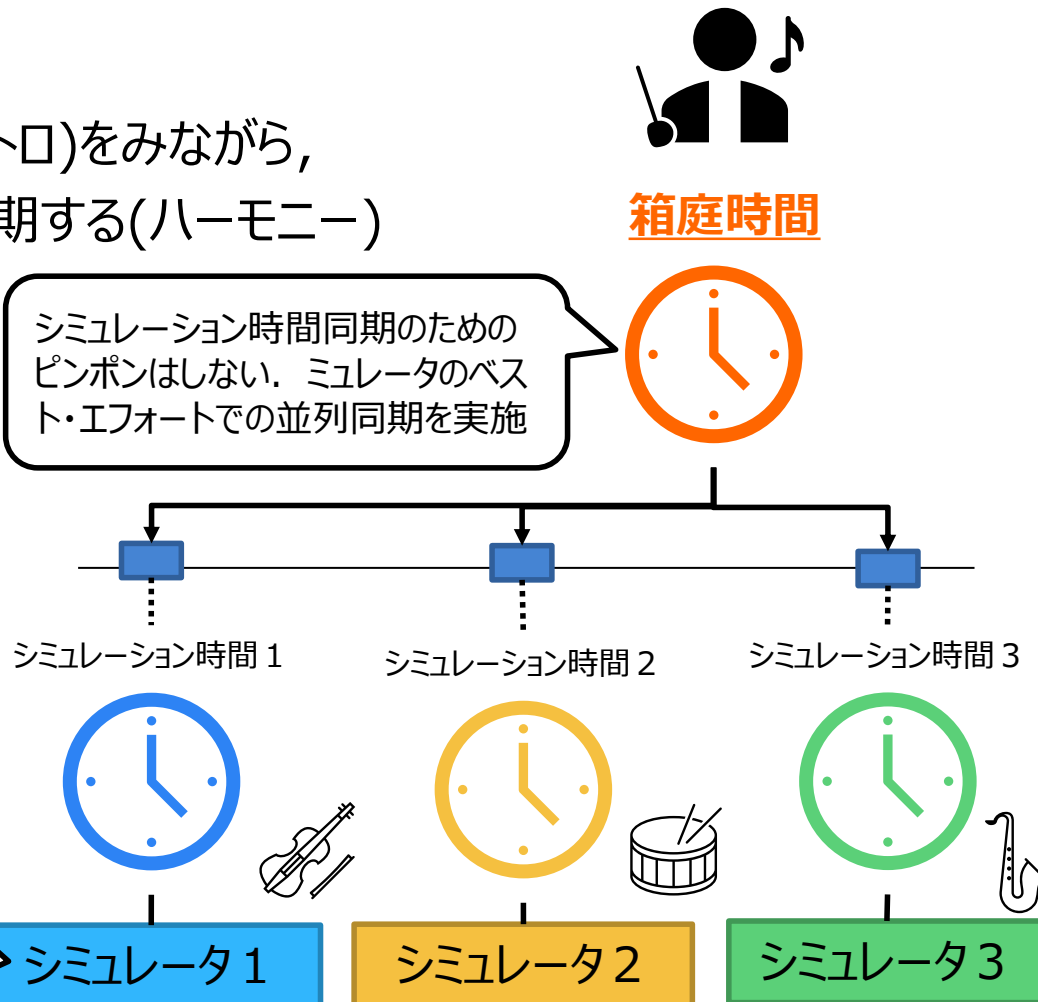 トロ)をみながら,
期する(ハーモニー)
箱庭時間
シミュレーション時間同期のための
ピンポンはしない．ミュレータのベス
ト・エフォートでの並列同期を実施
シミュレーション時間１
シミュレーション時間２
シミュレーション時間３
シミュレータ１
シミュレータ２
シミュレータ３